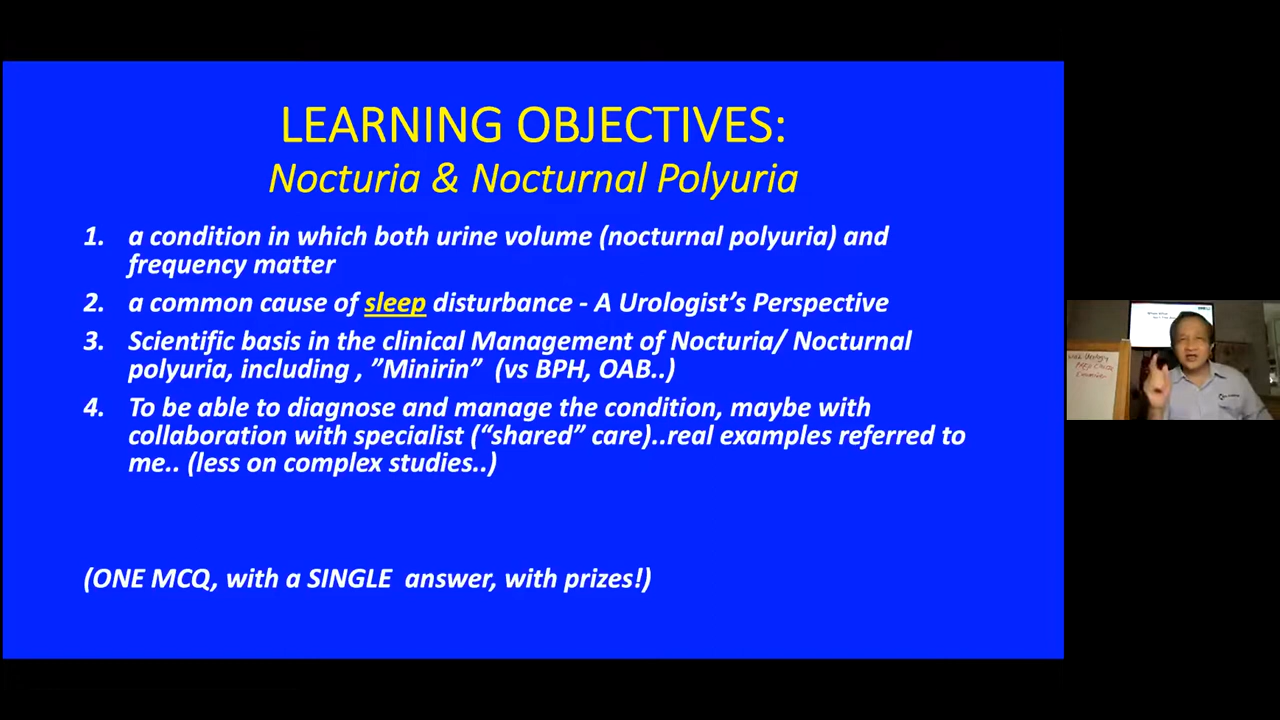 LEARNING OBJECTIVES:
Nocturia & Nocturnal Polyuria
1. a condition in which both urine volume (nocturnal polyuria) and
frequency matter
2. a common cause of sleep disturbance - A Urologist’s Perspective
3. Scientific basis in the clinical Management of Nocturia/ Nocturnal
polyuria, including , ”Minirin” (vs BPH, OAB..)
4. To be able to diagnose and manage the condition, maybe with
collaboration with specialist (“shared” care)..real examples referred to
me.. (less on complex studies..)
(ONE MCQ, with a SINGLE answer, with prizes!)